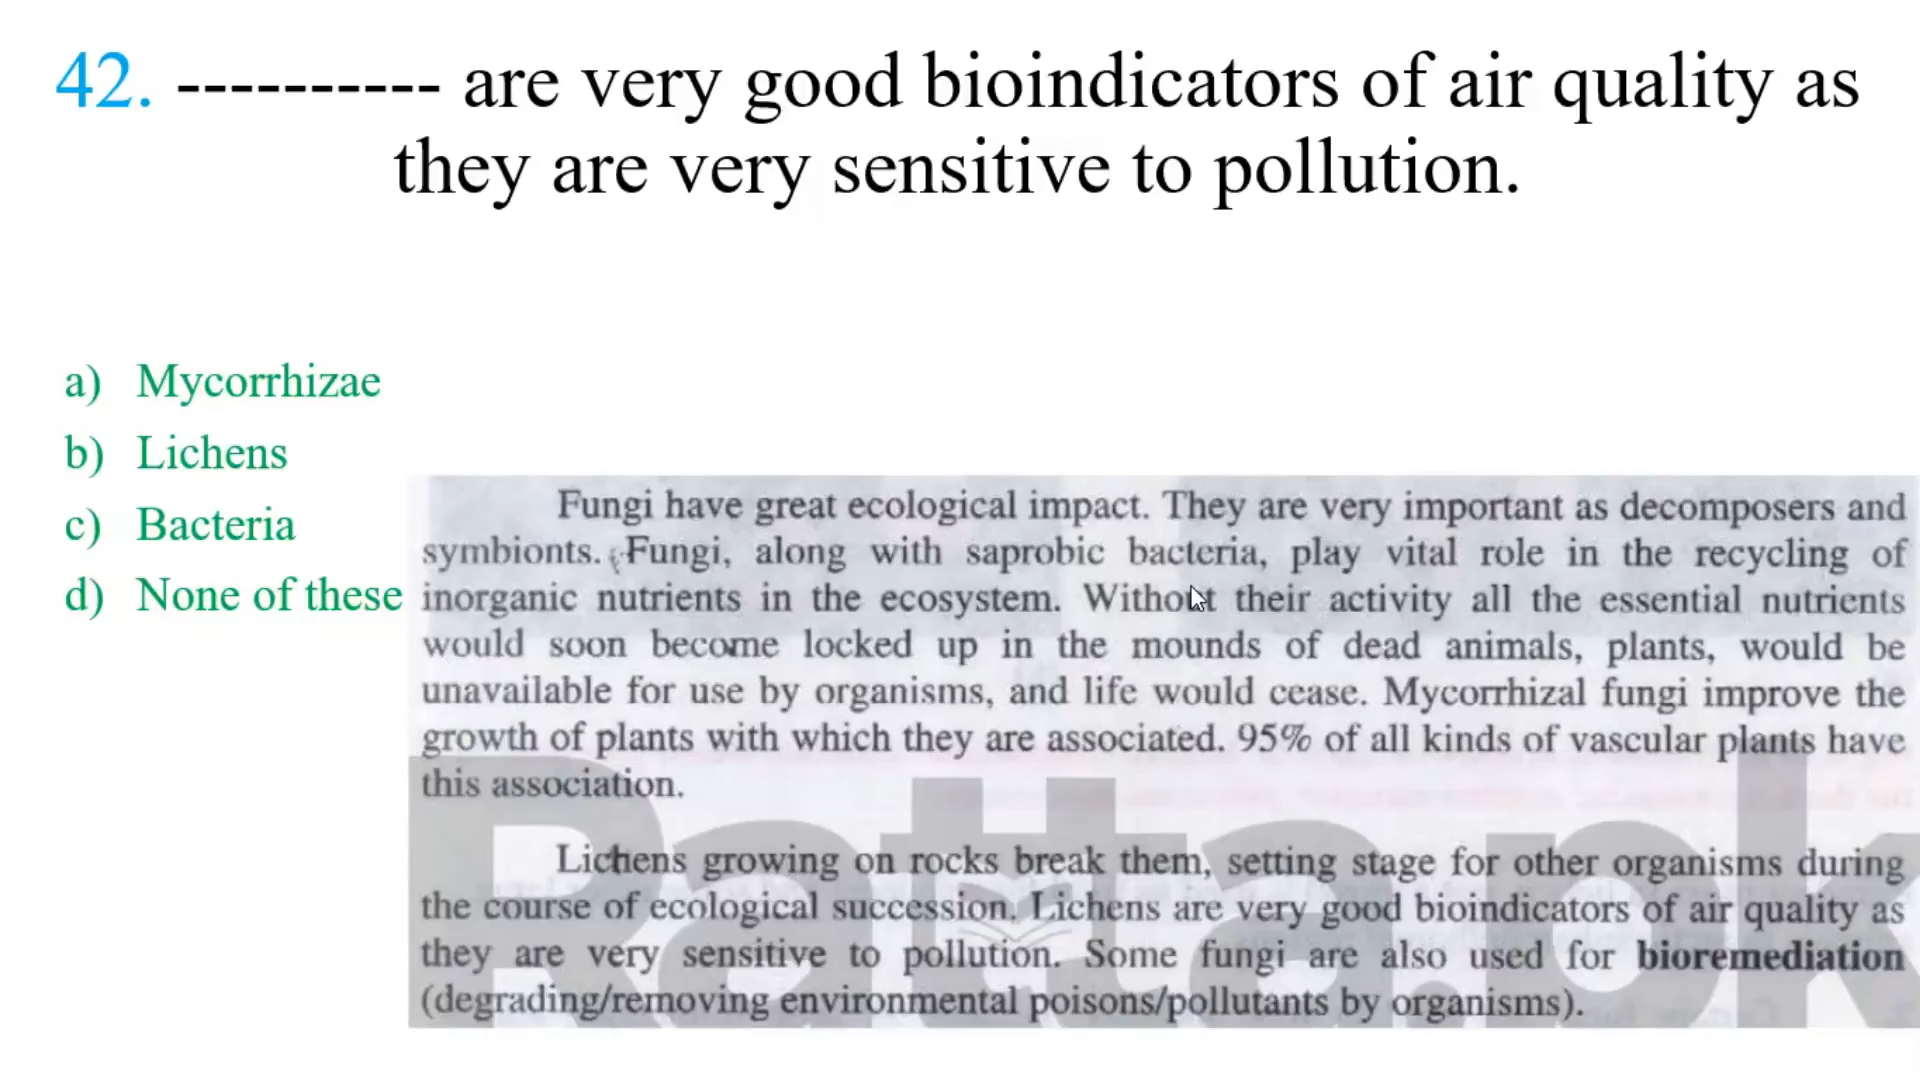 42. ---------- are very good bioindicators of air quality as
they are very sensitive to pollution.
a) Mycorrhizae
b) Lichens
c) Bacteria
d) None of these
Fungi have great ecological impact. They are very important as decomposers and
symbionts. Fungi, along with saprobic bacteria, play vital role in the recycling of
inorganic nutrients in the ecosystem. Without their activity all the essential nutrients
would soon become locked up in the mounds of dead animals, plants, would be
unavailable for use by organisms, and life would cease. Mycorrhizal fungi improve the
growth of plants with which they are associated. 95% of all kinds of vascular plants have
this association.
Lichens growing on rocks break them, setting stage for other organisms during
the course of ecological succession. Lichens are very good bioindicators of air quality as
they are very sensitive to pollution. Some fungi are also used for bioremediation
(degrading/removing environmental poisons/pollutants by organisms).
Ratta.pk